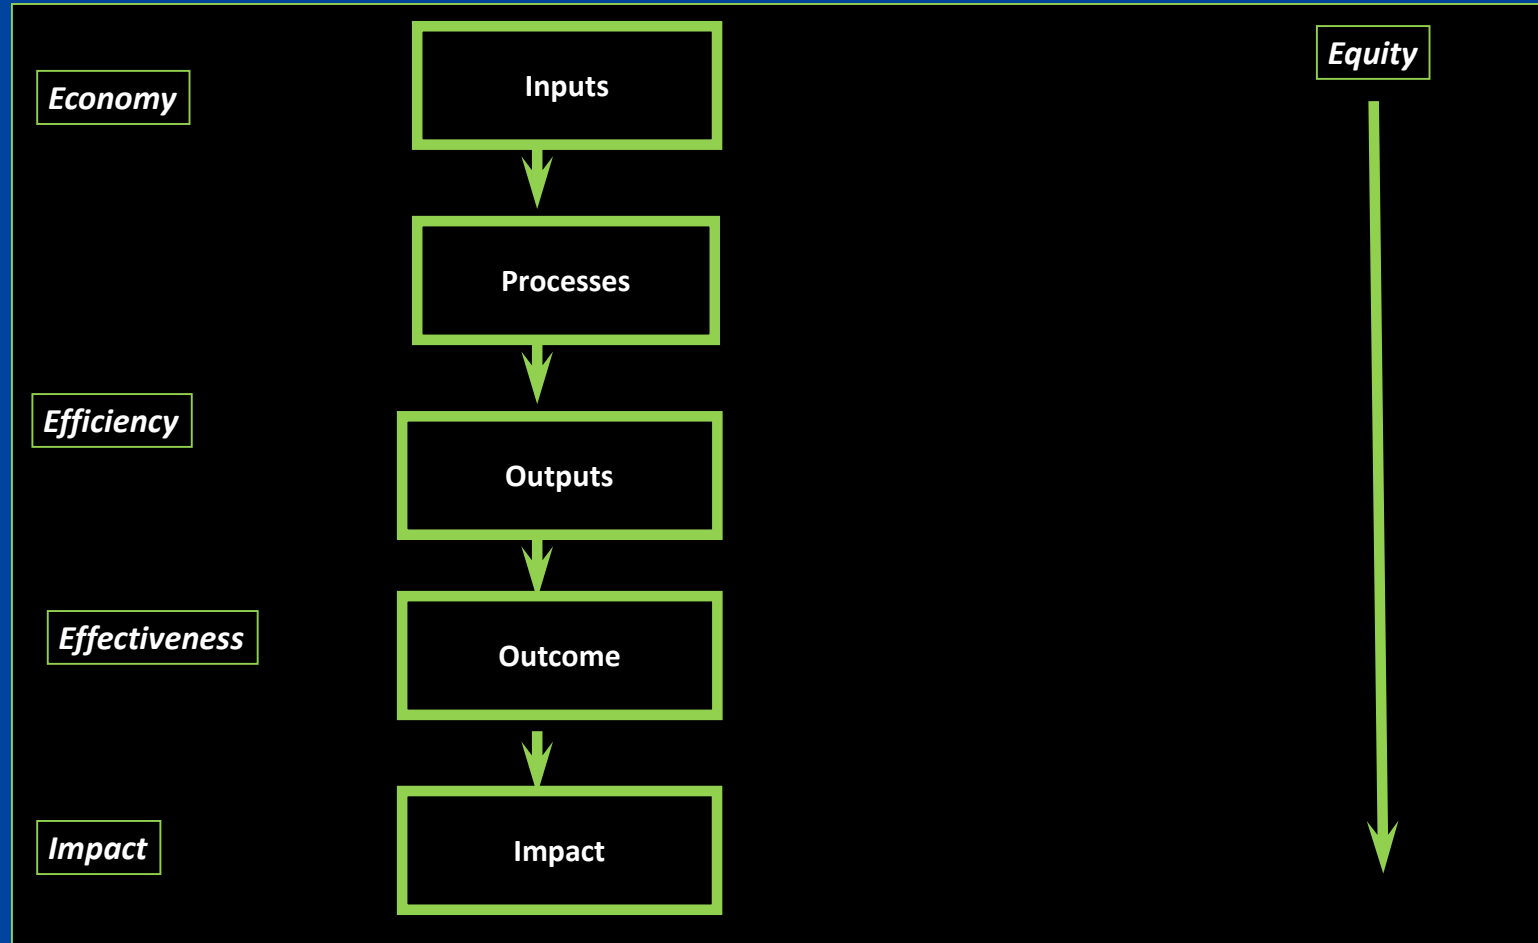 Equity
Inputs
Economy
Processes
Efficiency
Outputs
Effectiveness
Outcome
Impact
Impact